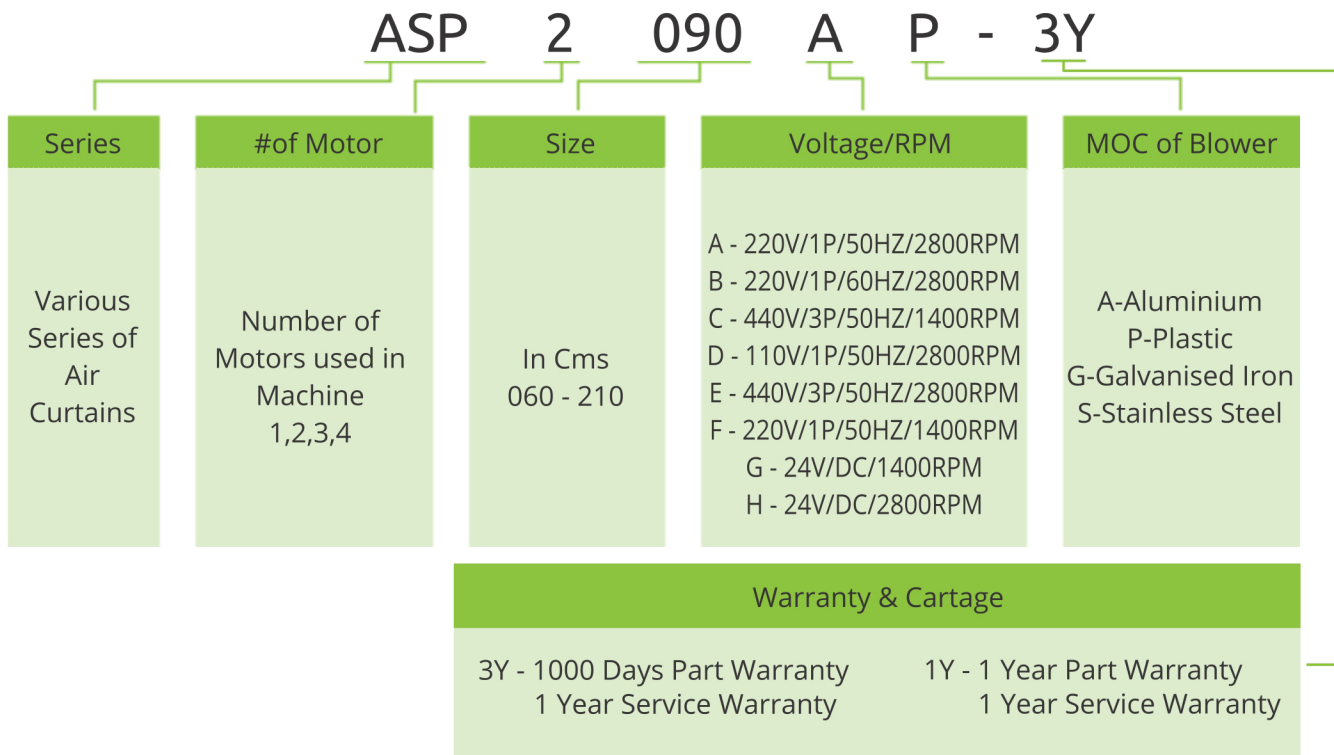 ASP 2 090 A P - 3Y
Series
Various
Series of
Air
Curtains
#of Motor
Number of
Motors used in
Machine
1,2,3,4
Size
In Cms
060 - 210
Voltage/RPM
A - 220V/1P/50HZ/2800RPM
B - 220V/1P/60HZ/2800RPM
C - 440V/3P/50HZ/1400RPM
D - 110V/1P/50HZ/2800RPM
E - 440V/3P/50HZ/2800RPM
F - 220V/1P/50HZ/1400RPM
G - 24V/DC/1400RPM
H - 24V/DC/2800RPM
MOC of Blower
A-Aluminium
P-Plastic
G-Galvanised Iron
S-Stainless Steel
Warranty & Cartage
3Y - 1000 Days Part Warranty
1 Year Service Warranty
1Y - 1 Year Part Warranty
1 Year Service Warranty